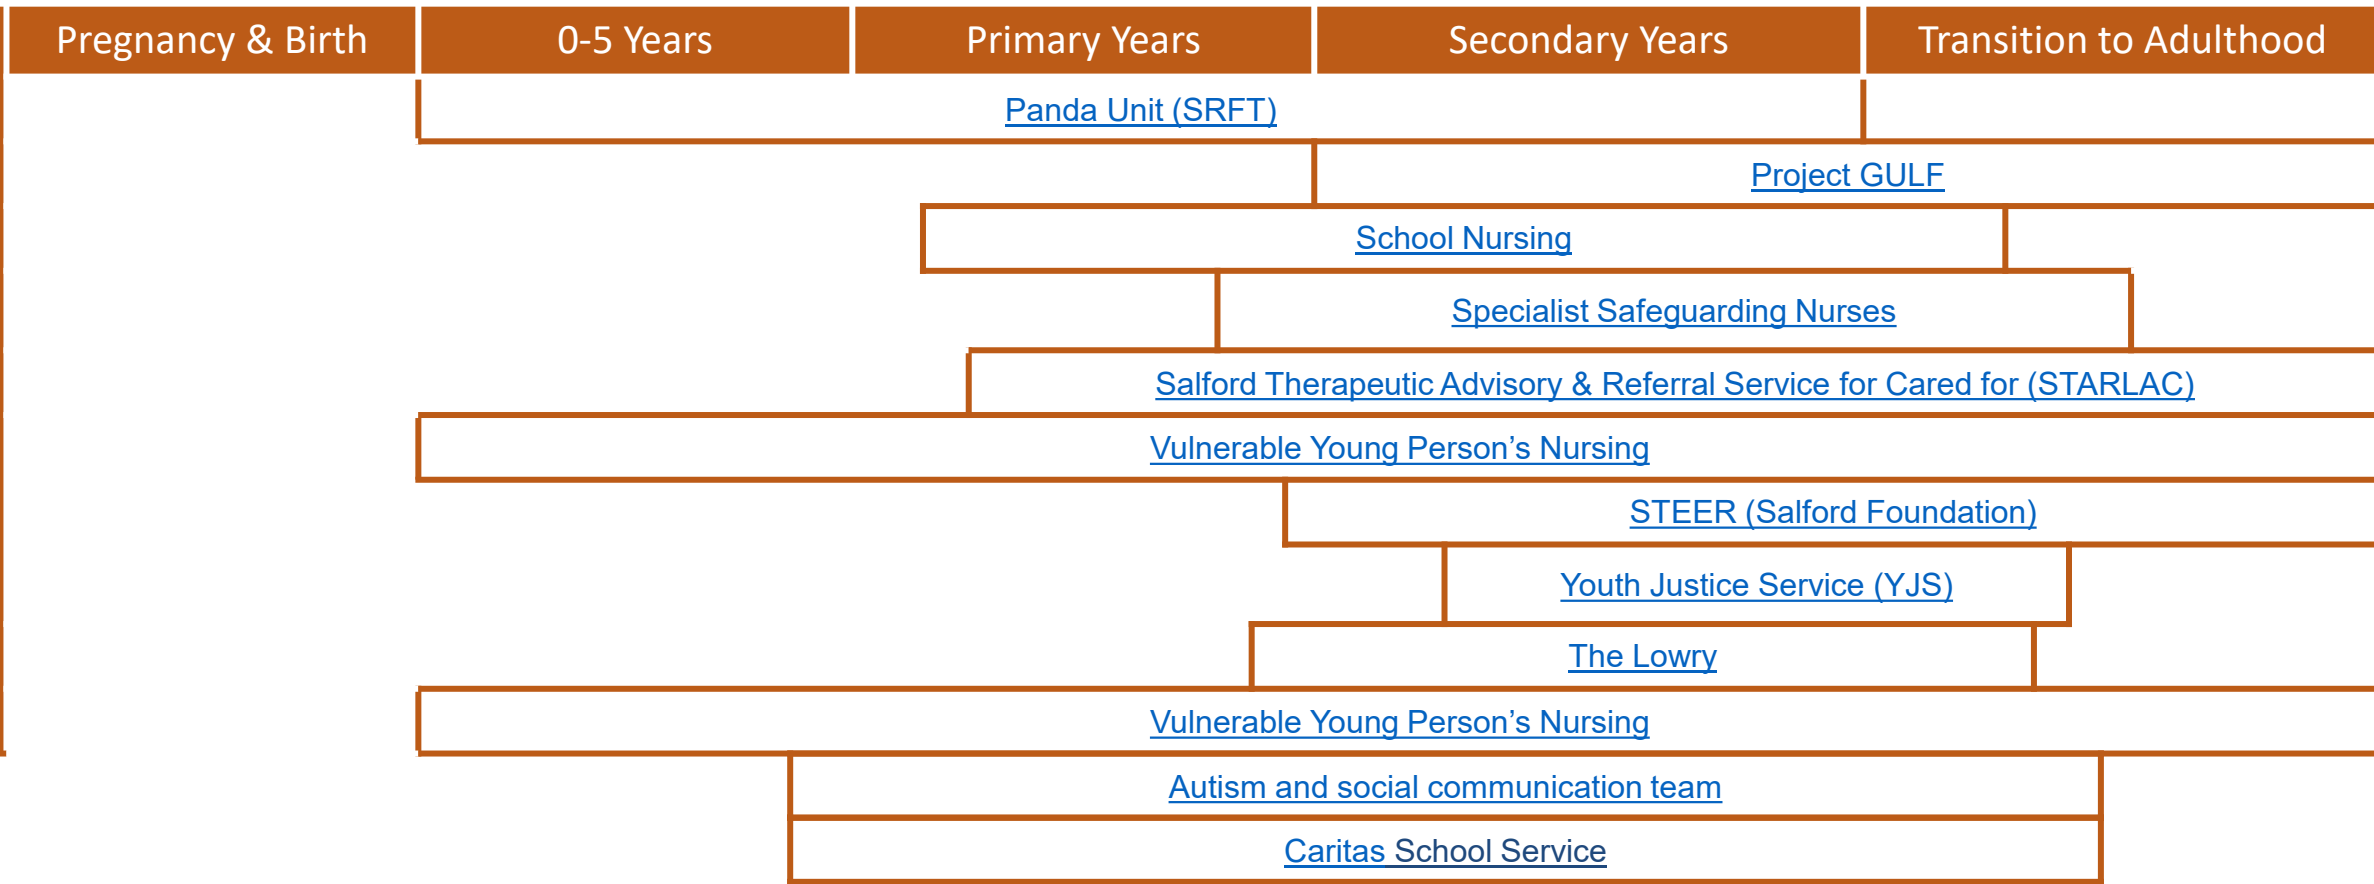 Pregnancy & Birth
0-5 Years
Primary Years
Secondary Years
Transition to Adulthood
Panda Unit (SRFT)
Project GULF
School Nursing
Specialist Safeguarding Nurses
Salford Therapeutic Advisory & Referral Service for Cared for (STARLAC)
Vulnerable Young Person’s Nursing
STEER (Salford Foundation)
Youth Justice Service (YJS)
The Lowry
Vulnerable Young Person’s Nursing
Autism and social communication team
Caritas School Service